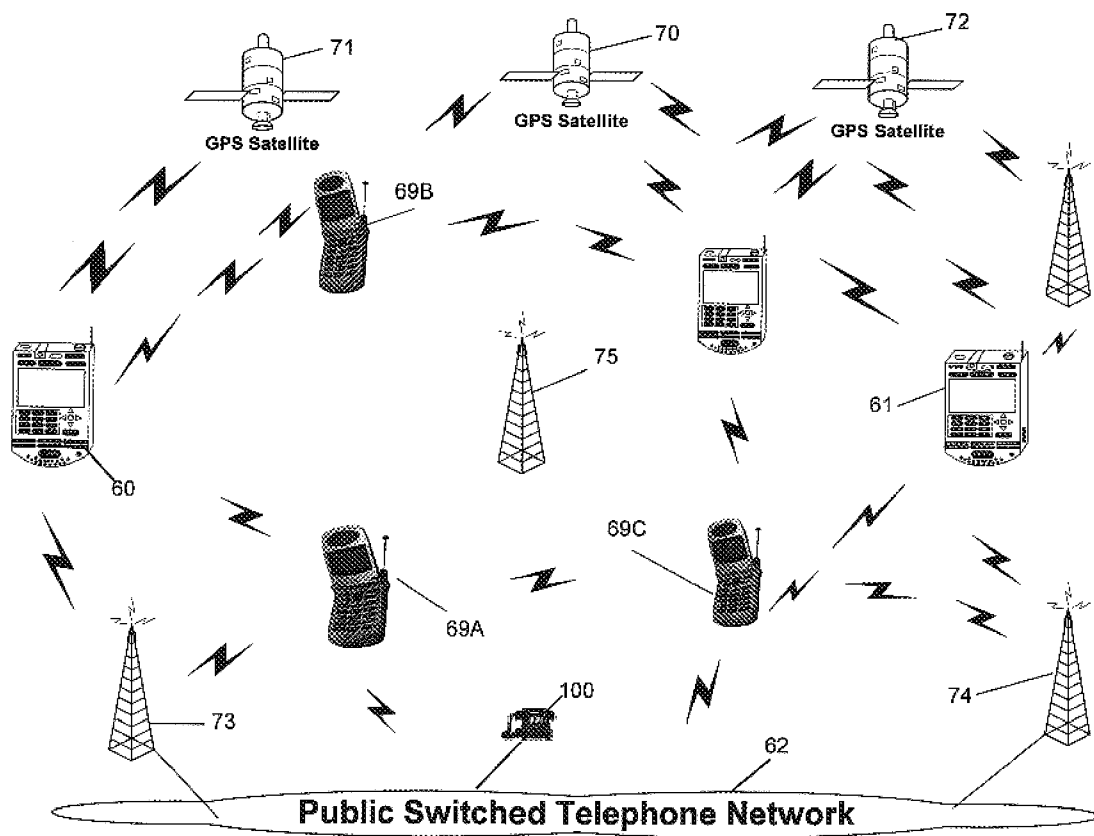 71
70
72
GPS Satellite
GPS Satellite
GPS Satellite
69B
75
61
60
69C
69A
100
73
74
62
Public Switched Telephone Network